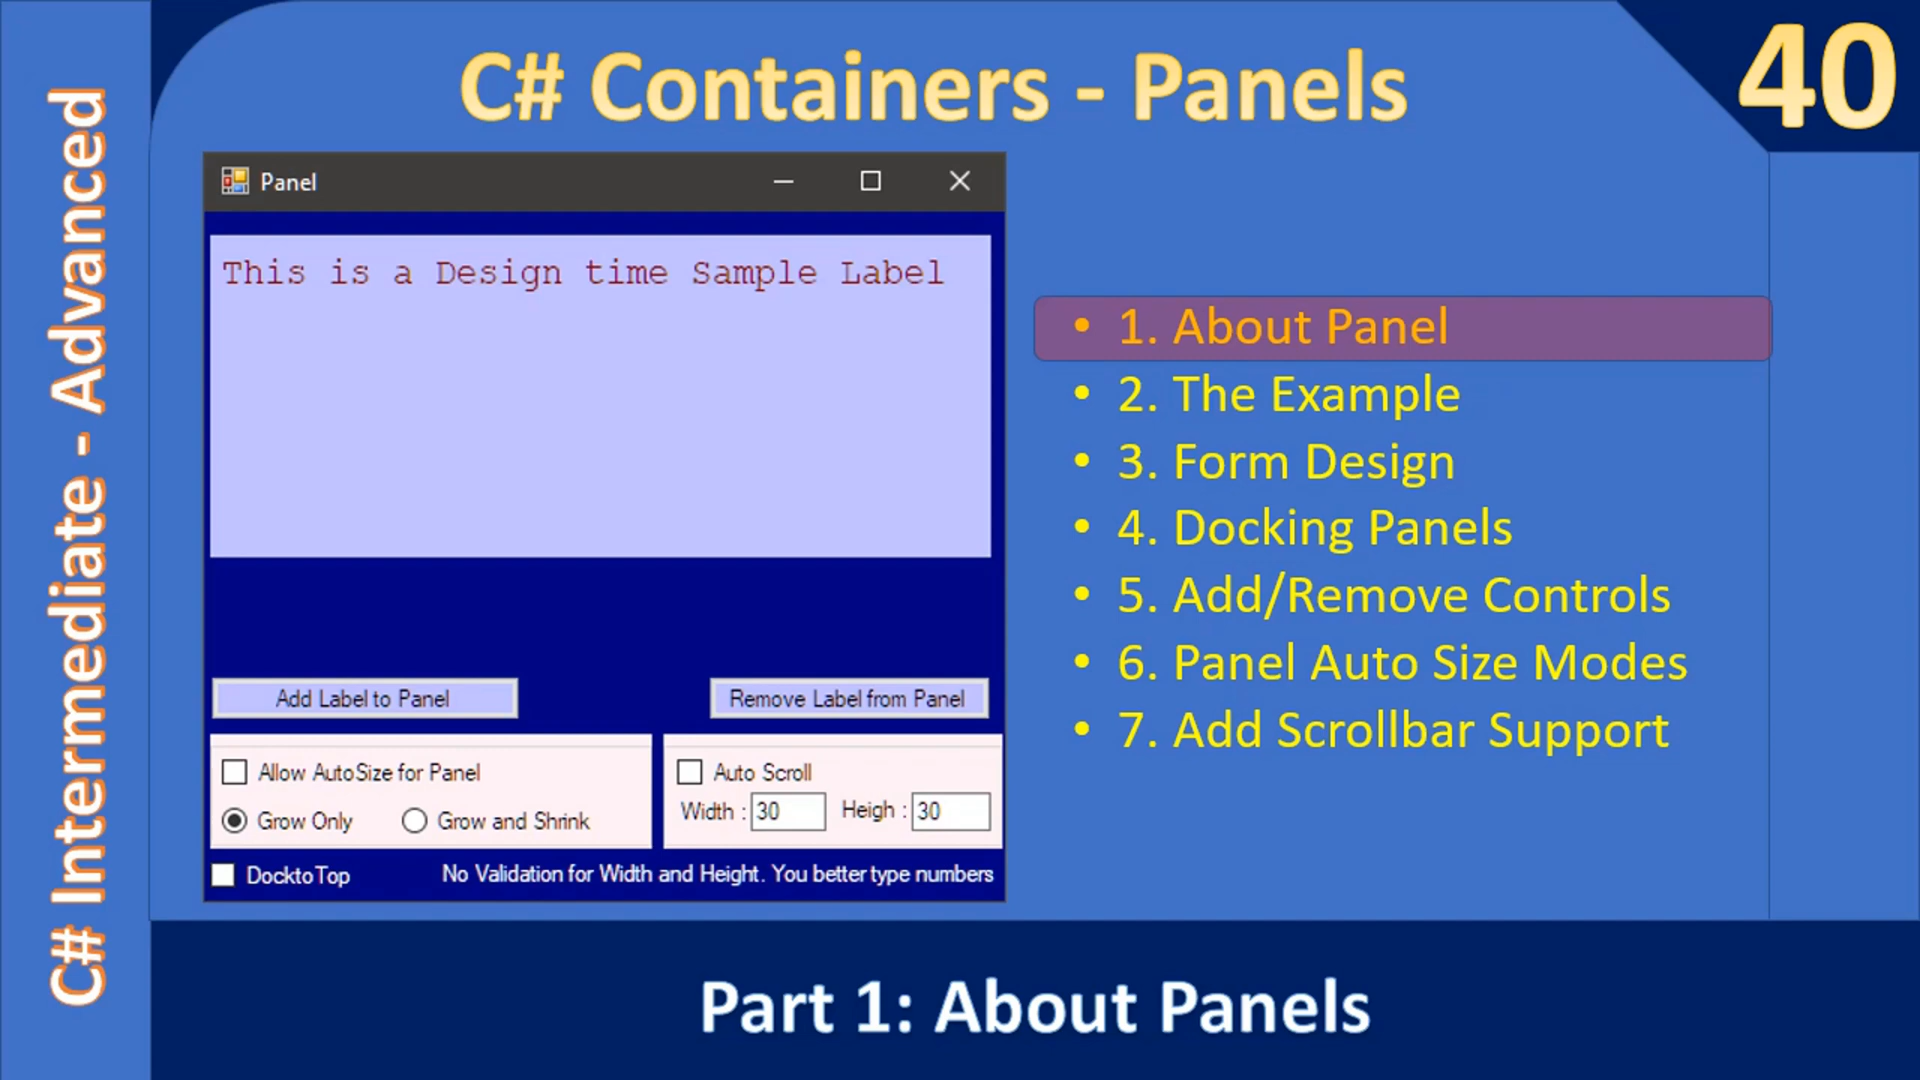 C# Containers - Panels
40
C# Intermediate - Advanced
Panel
This is a Design time Sample Label
Add Label to Panel
Remove Label from Panel
Allow AutoSize for Panel
Grow Only
Grow and Shrink
Auto Scroll
Width : 30
Heigh : 30
DocktoTop
No Validation for Width and Height. You better type numbers
• 1. About Panel
• 2. The Example
• 3. Form Design
• 4. Docking Panels
• 5. Add/Remove Controls
• 6. Panel Auto Size Modes
• 7. Add Scrollbar Support
Part 1: About Panels